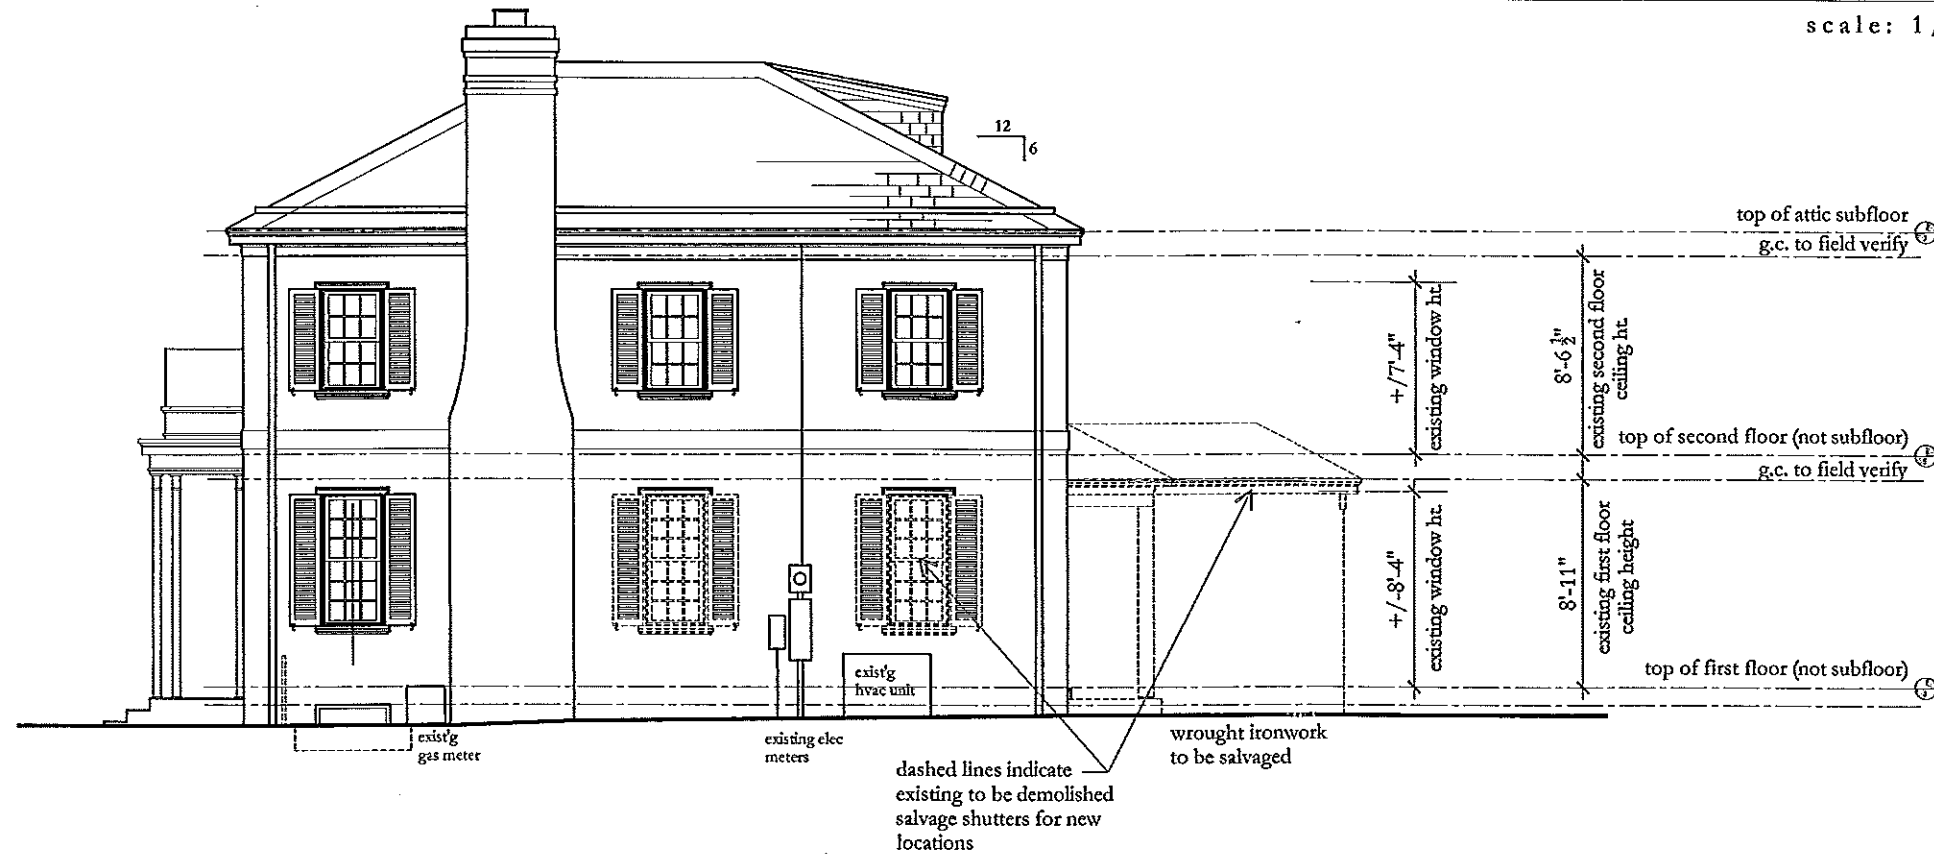 scale: 1/
12
6
top of attic subfloor
g.c. to field verify
+/7'-4"
existing window ht.
8'-6 1/2"
existing second floor
ceiling ht.
top of second floor (not subfloor)
g.c. to field verify
+/-8'-4"
existing window ht.
8'-11"
existing first floor
ceiling height
top of first floor (not subfloor)
exist'g
hvac unit
exist'g
gas meter
existing elec
meters
wrought ironwork
to be salvaged
dashed lines indicate
existing to be demolished
salvage shutters for new
locations